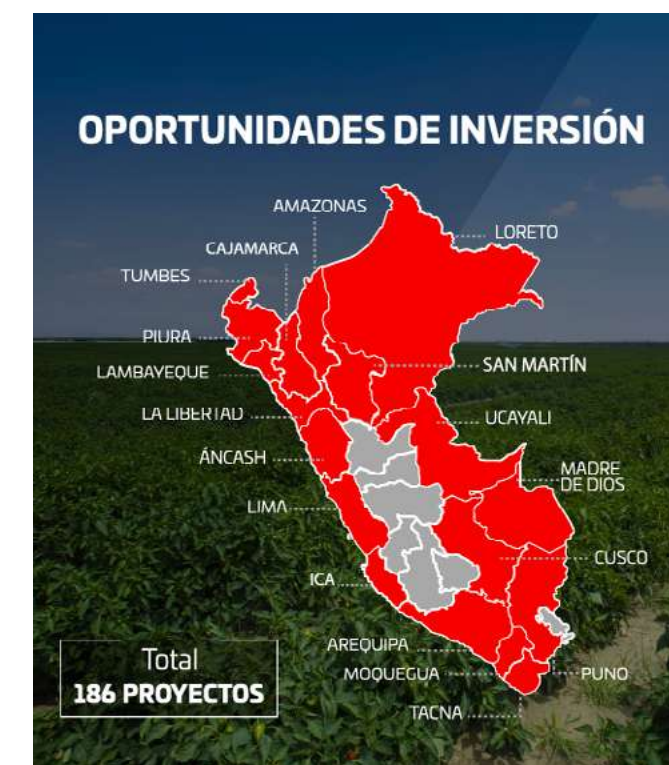 OPORTUNIDADES DE INVERSIÓN
AMAZONAS
LORETO
CAJAMARCA
TUMBES
PIURA
SAN MARTÍN
LAMBAYEQUE
LA LIBERTAD
UCAYALI
ÁNCASH
MADRE
DE DIOS
LIMA
CUSCO
ICA
AREQUIPA
MOQUEGUA
PUNO
TACNA
Total
186 PROYECTOS